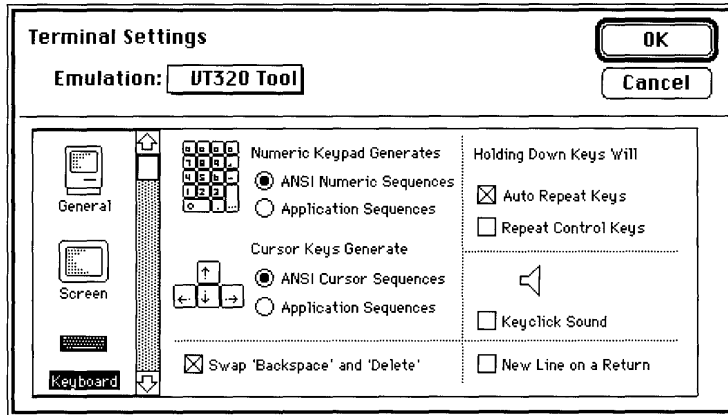 Terminal Settings
OK
Emulation: VT320 Tool
Cancel
General
Screen
Keyboard
Numeric Keypad Generates
ANSI Numeric Sequences
Application Sequences
Cursor Keys Generate
ANSI Cursor Sequences
Application Sequences
Swap 'Backspace' and 'Delete'
Holding Down Keys Will
Auto Repeat Keys
Repeat Control Keys
Keyclick Sound
New Line on a Return